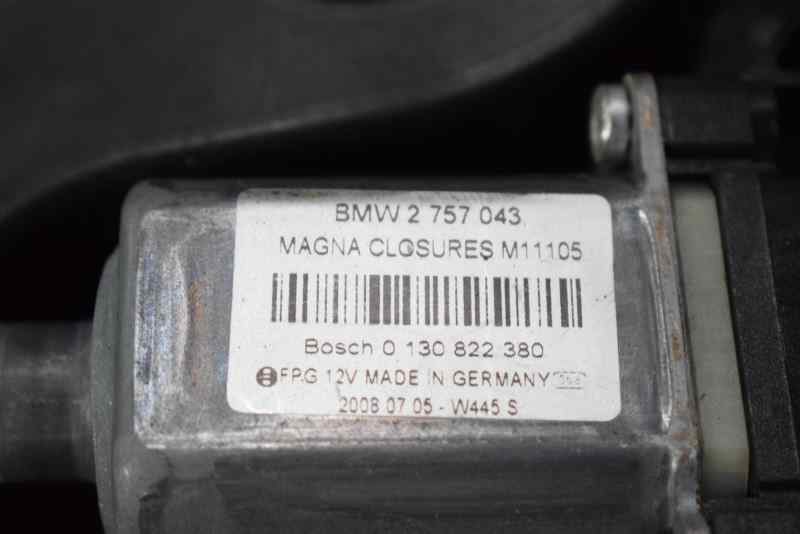 BMW 2 757 043
MAGNA CLOSURES M11105
Bosch 0 130 822 380
FPG 12V MADE IN GERMANY
2008 07 05 - W445 S